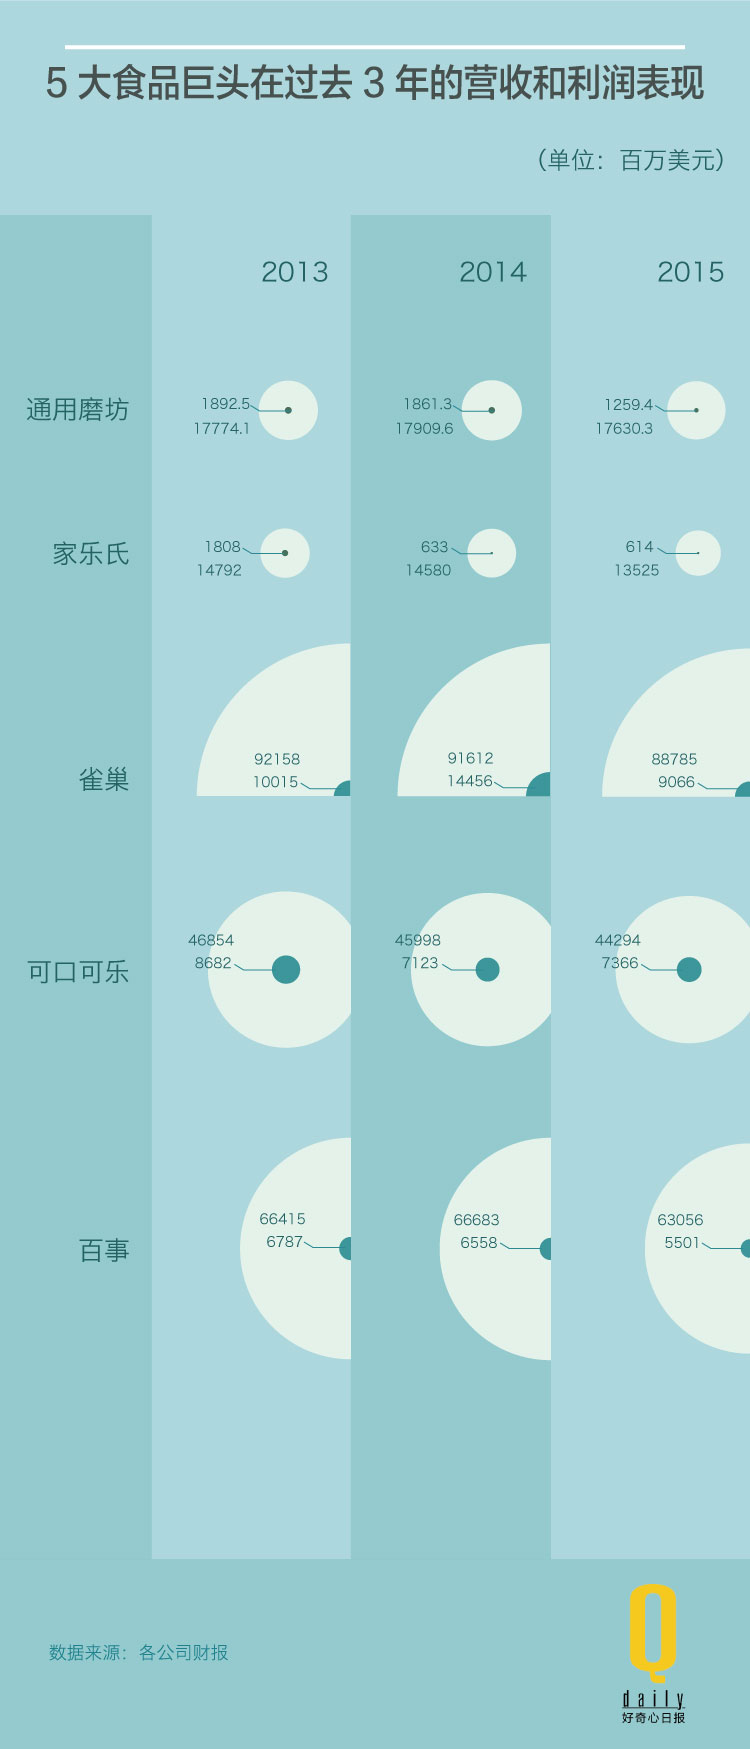 5 大食品巨头在过去 3 年的营收和利润表现
（单位：百万美元）
2013 2014 2015
通用磨坊
1892.5 1861.3 1259.4
17774.1 17909.6 17630.3
家乐氏
1808 633 614
14792 14580 13525
雀巢
92158 91612 88785
10015 14456 9066
可口可乐
46854 45998 44294
8682 7123 7366
百事
66415 66683 63056
6787 6558 5501
数据来源：各公司财报
Q
daily
好奇心日报